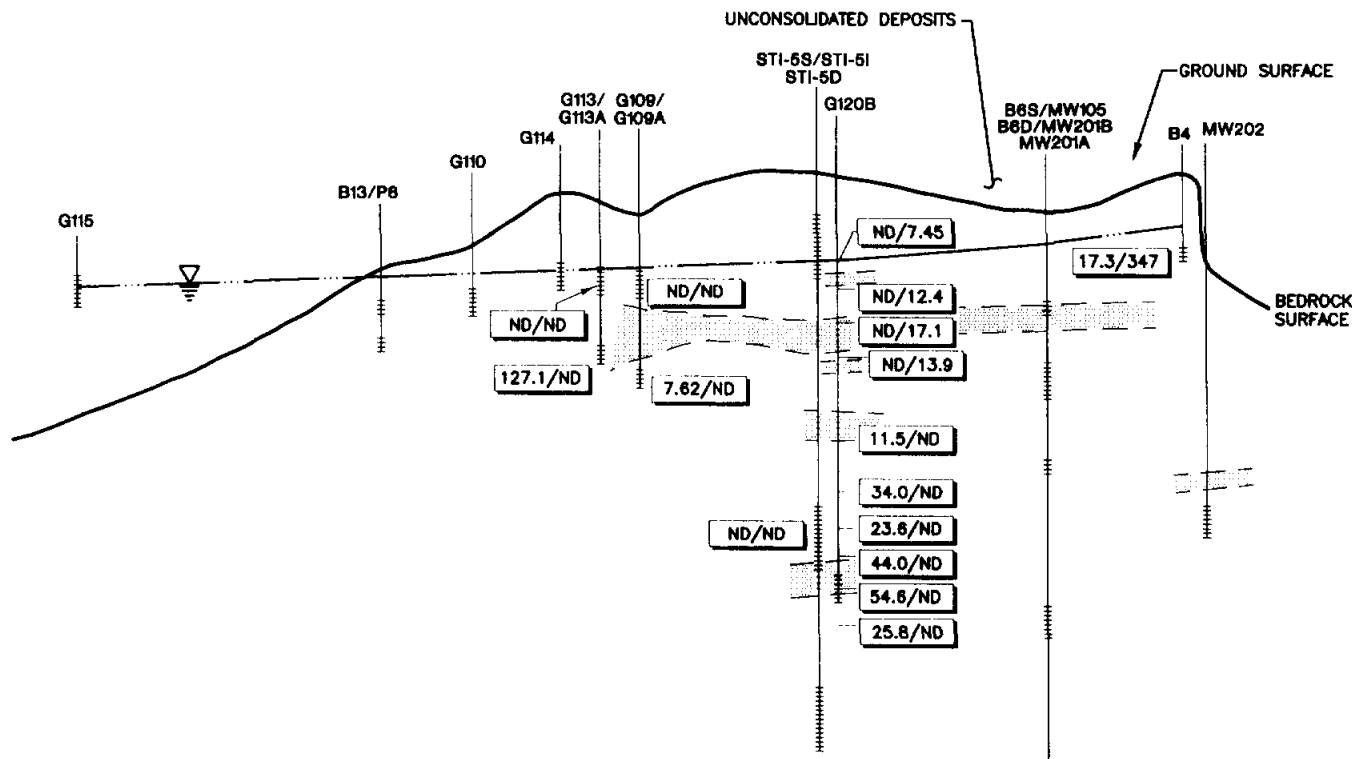 UNCONSOLIDATED DEPOSITS
STI-5S/STI-5I
STI-5D
GROUND SURFACE
G120B
G113/
G113A
G109/
G109A
B6S/MW105
B6D/MW201B
MW201A
B4
MW202
G114
G110
B13/P6
G115
ND/7.45
17.3/347
ND/ND
ND/12.4
BEDROCK
SURFACE
ND/ND
ND/17.1
ND/13.9
127.1/ND
7.62/ND
11.5/ND
34.0/ND
ND/ND
23.6/ND
44.0/ND
54.6/ND
25.8/ND